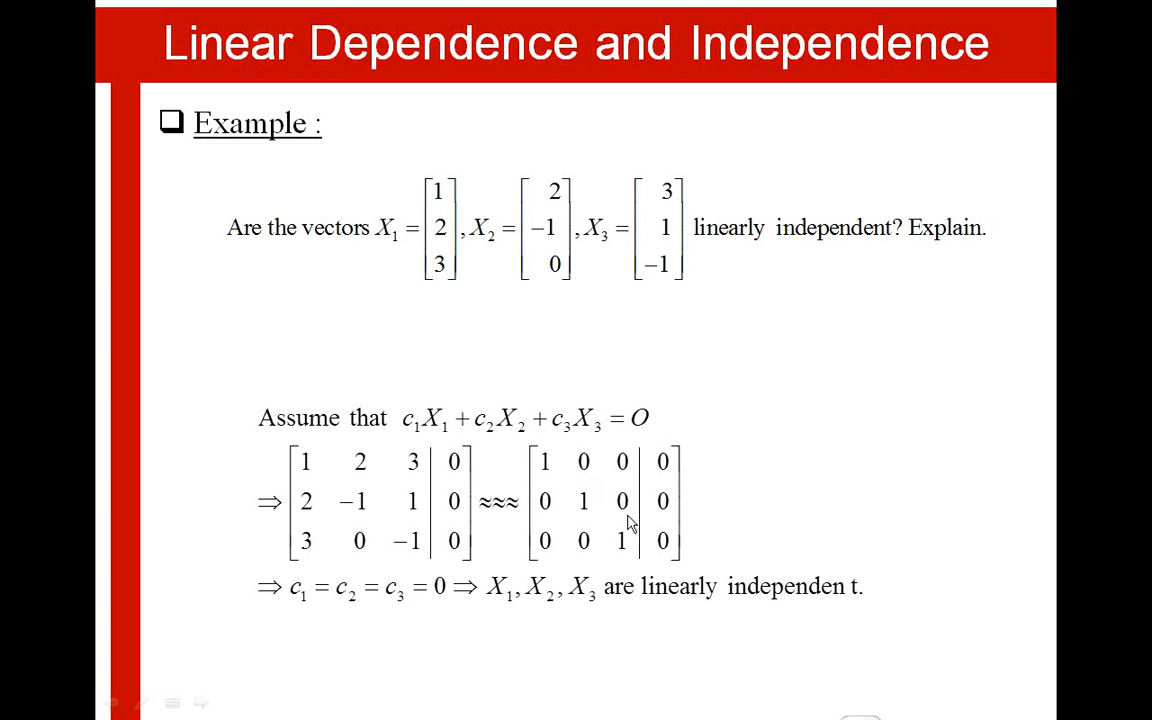 Linear Dependence and Independence
❑ Example :
Are the vectors X₁ = [1 2 3], X₂ = [2 −1 0], X₃ = [3 1 −1] linearly independent? Explain.
Assume that c₁X₁ + c₂X₂ + c₃X₃ = O
⇒ [1 2 3 | 0] ≈≈≈ [1 0 0 | 0]
[2 −1 1 | 0] [0 1 0 | 0]
[3 0 −1 | 0] [0 0 1 | 0]
⇒ c₁ = c₂ = c₃ = 0 ⇒ X₁, X₂, X₃ are linearly independen t.